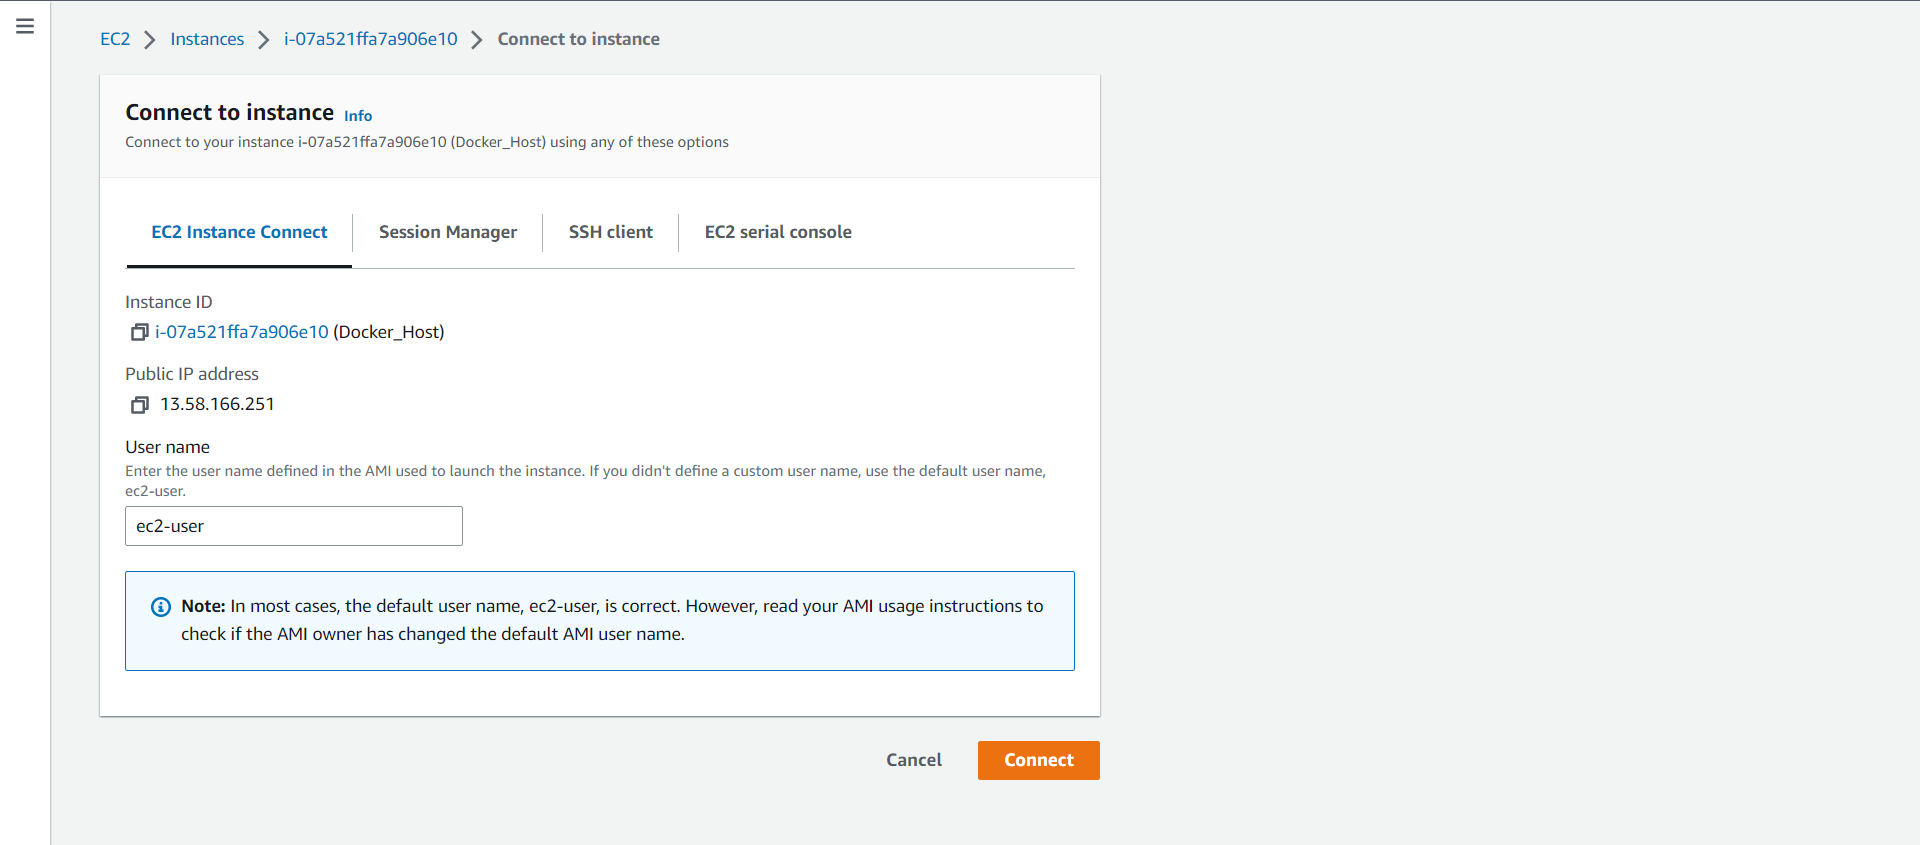 EC2 Instances i-07a521ffa7a906e10 Connect to instance
Connect to instance Info
Connect to your instance i-07a521ffa7a906e10 (Docker_Host) using any of these options
EC2 Instance Connect Session Manager SSH client EC2 serial console
Instance ID
i-07a521ffa7a906e10 (Docker_Host)
Public IP address
13.58.166.251
User name
Enter the user name defined in the AMI used to launch the instance. If you didn't define a custom user name, use the default user name,
ec2-user.
ec2-user
Note: In most cases, the default user name, ec2-user, is correct. However, read your AMI usage instructions to
check if the AMI owner has changed the default AMI user name.
Cancel Connect